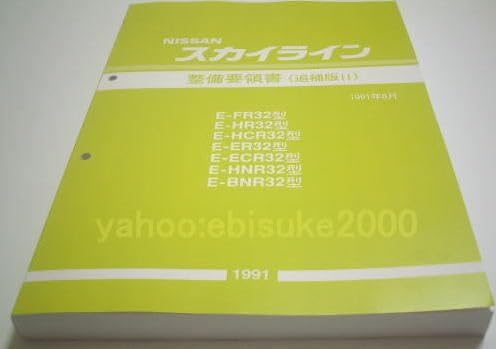 NISSAN
スカイライン
整備要領書（追補版II）
1991年8月
E-FR32型
E-HR32型
E-HCR32型
E-ER32型
E-ECR32型
E-HNR32型
E-BNR32型
yahoo:ebisuke2000
1991